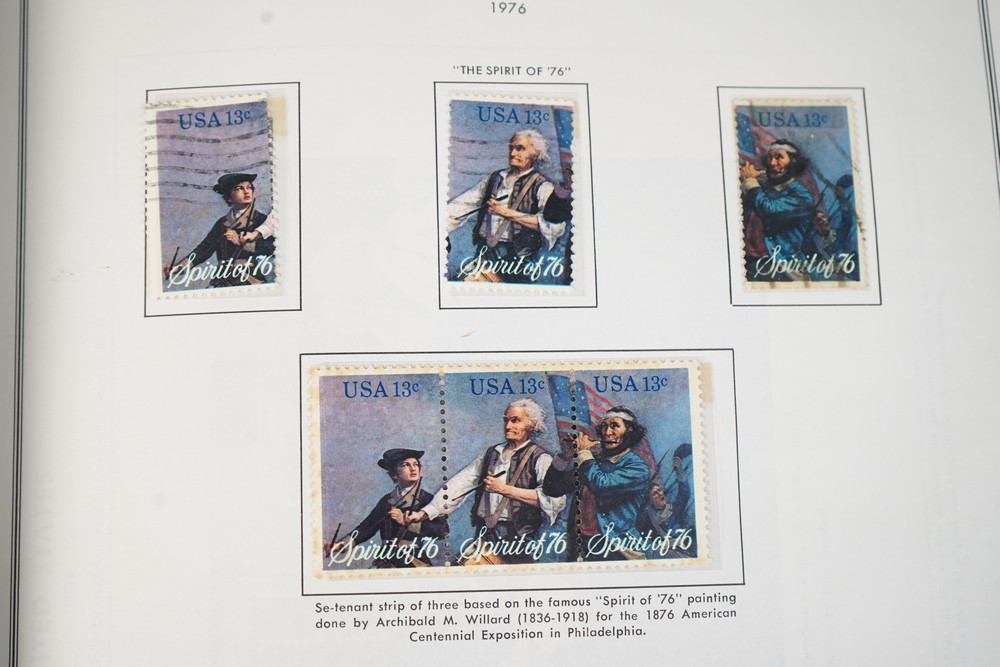 1976
"THE SPIRIT OF '76"
USA 13c
Spirit of 76
USA 13c
Spirit of 76
USA 13c
Spirit of 76
USA 13c USA 13c USA 13c
Spirit of 76 Spirit of 76 Spirit of 76
Se-tenant strip of three based on the famous "Spirit of '76" painting
done by Archibald M. Willard (1836-1918) for the 1876 American
Centennial Exposition in Philadelphia.